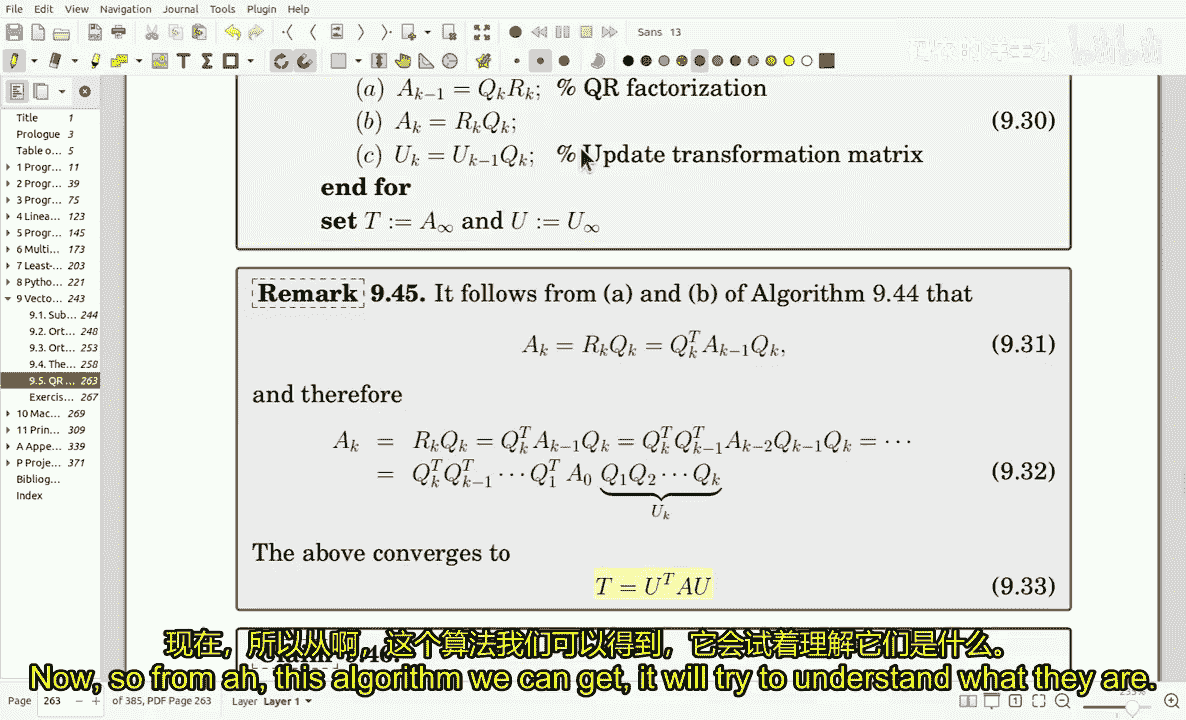 File Edit View Navigation Journal Tools Plugin Help
Sans 13
Title 1
Prologue 3
Table o... 5
1 Progr... 11
2 Progr... 39
3 Progr... 75
4 Linea... 123
5 Progr... 145
6 Multi... 173
7 Least-... 203
8 Pytho... 221
9 Vecto... 243
9.1. Sub... 244
9.2. Ort... 248
9.3. Ort... 253
9.4. The... 258
9.5. QR ... 263
Exercis... 267
10 Mac... 269
11 Prin... 309
A Appe... 339
P Proje... 371
Bibliog...
Index
(a) A_{k-1} = Q_k R_k; % QR factorization
(b) A_k = R_k Q_k; (9.30)
(c) U_k = U_{k-1} Q_k; % Update transformation matrix
end for
set T := A_∞ and U := U_∞
Remark 9.45. It follows from (a) and (b) of Algorithm 9.44 that
A_k = R_k Q_k = Q_k^T A_{k-1} Q_k, (9.31)
and therefore
A_k = R_k Q_k = Q_k^T A_{k-1} Q_k = Q_k^T Q_{k-1}^T A_{k-2} Q_{k-1} Q_k = ···
= Q_k^T Q_{k-1}^T ··· Q_1^T A_0 Q_1 Q_2 ··· Q_k (9.32)
U_k
The above converges to
T = U^T A U (9.33)
现在，所以从啊，这个算法我们可以得到，它会试着理解它们是什么。
Now, so from ah, this algorithm we can get, it will try to understand what they are.
Page 263 of 385, PDF Page 263 Layer Layer 1